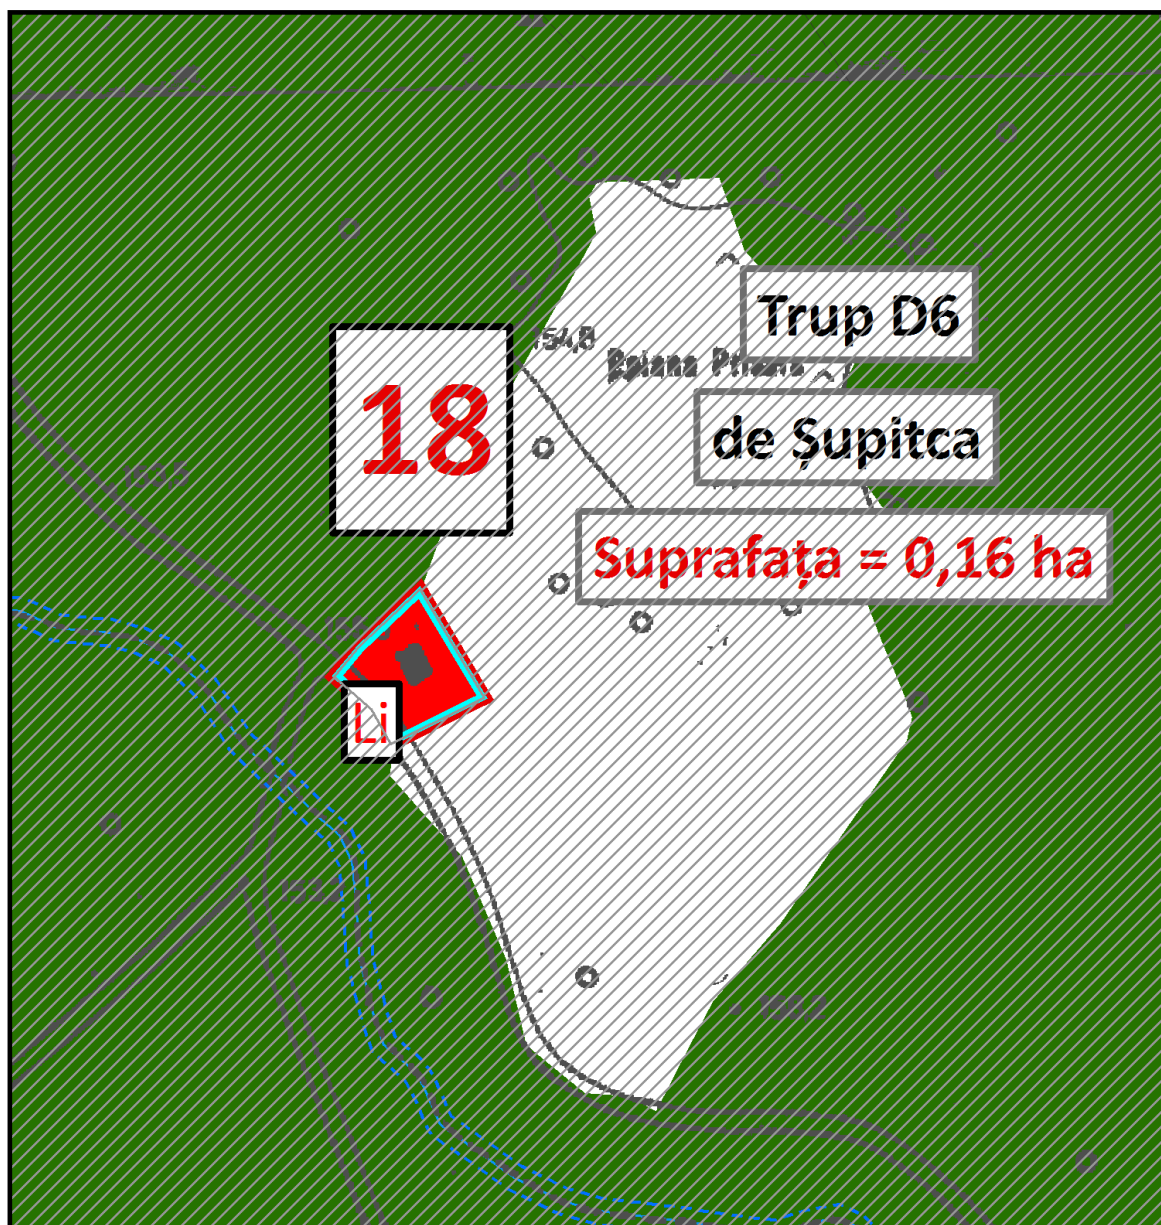 Trup D6
18
de Șupitca
Suprafața = 0,16 ha
Li